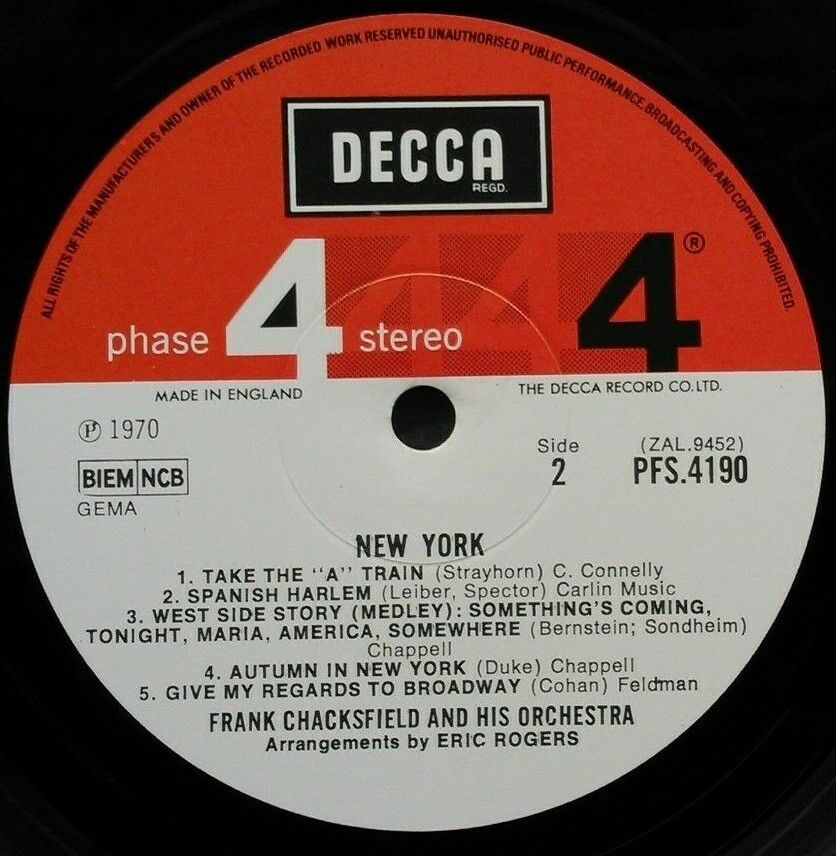 ALL RIGHTS OF THE MANUFACTURERS AND OWNER OF THE RECORDED WORK RESERVED UNAUTHORISED PUBLIC PERFORMANCE, BROADCASTING AND COPYING PROHIBITED
DECCA
REGD.
phase 4 stereo 4 4 4 ®
MADE IN ENGLAND THE DECCA RECORD CO. LTD.
℗ 1970
Side (ZAL.9452)
2 PFS.4190
BIEM NCB
GEMA
NEW YORK
1. TAKE THE "A" TRAIN (Strayhorn) C. Connelly
2. SPANISH HARLEM (Leiber, Spector) Carlin Music
3. WEST SIDE STORY (MEDLEY): SOMETHING'S COMING,
TONIGHT, MARIA, AMERICA, SOMEWHERE (Bernstein; Sondheim)
Chappell
4. AUTUMN IN NEW YORK (Duke) Chappell
5. GIVE MY REGARDS TO BROADWAY (Cohan) Feldman
FRANK CHACKSFIELD AND HIS ORCHESTRA
Arrangements by ERIC ROGERS